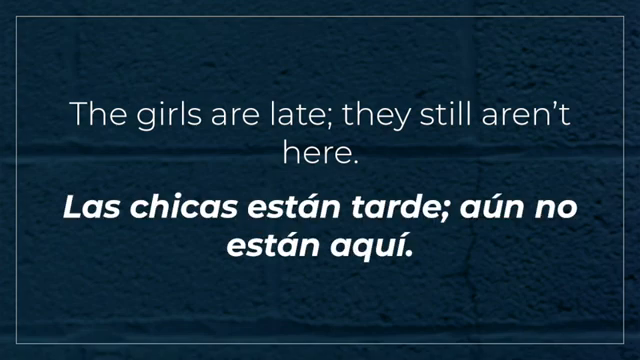 The girls are late; they still aren’t
here.
Las chicas están tarde; aún no
están aquí.